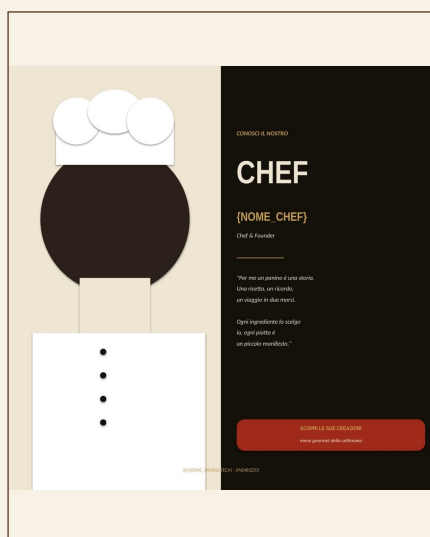 CONOSCI IL NOSTRO
CHEF
{NOME_CHEF}
Chef & Founder
"Per me un panino è una storia.
Una ricetta, un ricordo,
un viaggio in due morsi.
Ogni ingrediente lo scelgo
io, ogni piatto è
un piccolo manifesto."
SCOPRI LE SUE CREAZIONI
menu gourmet della settimana